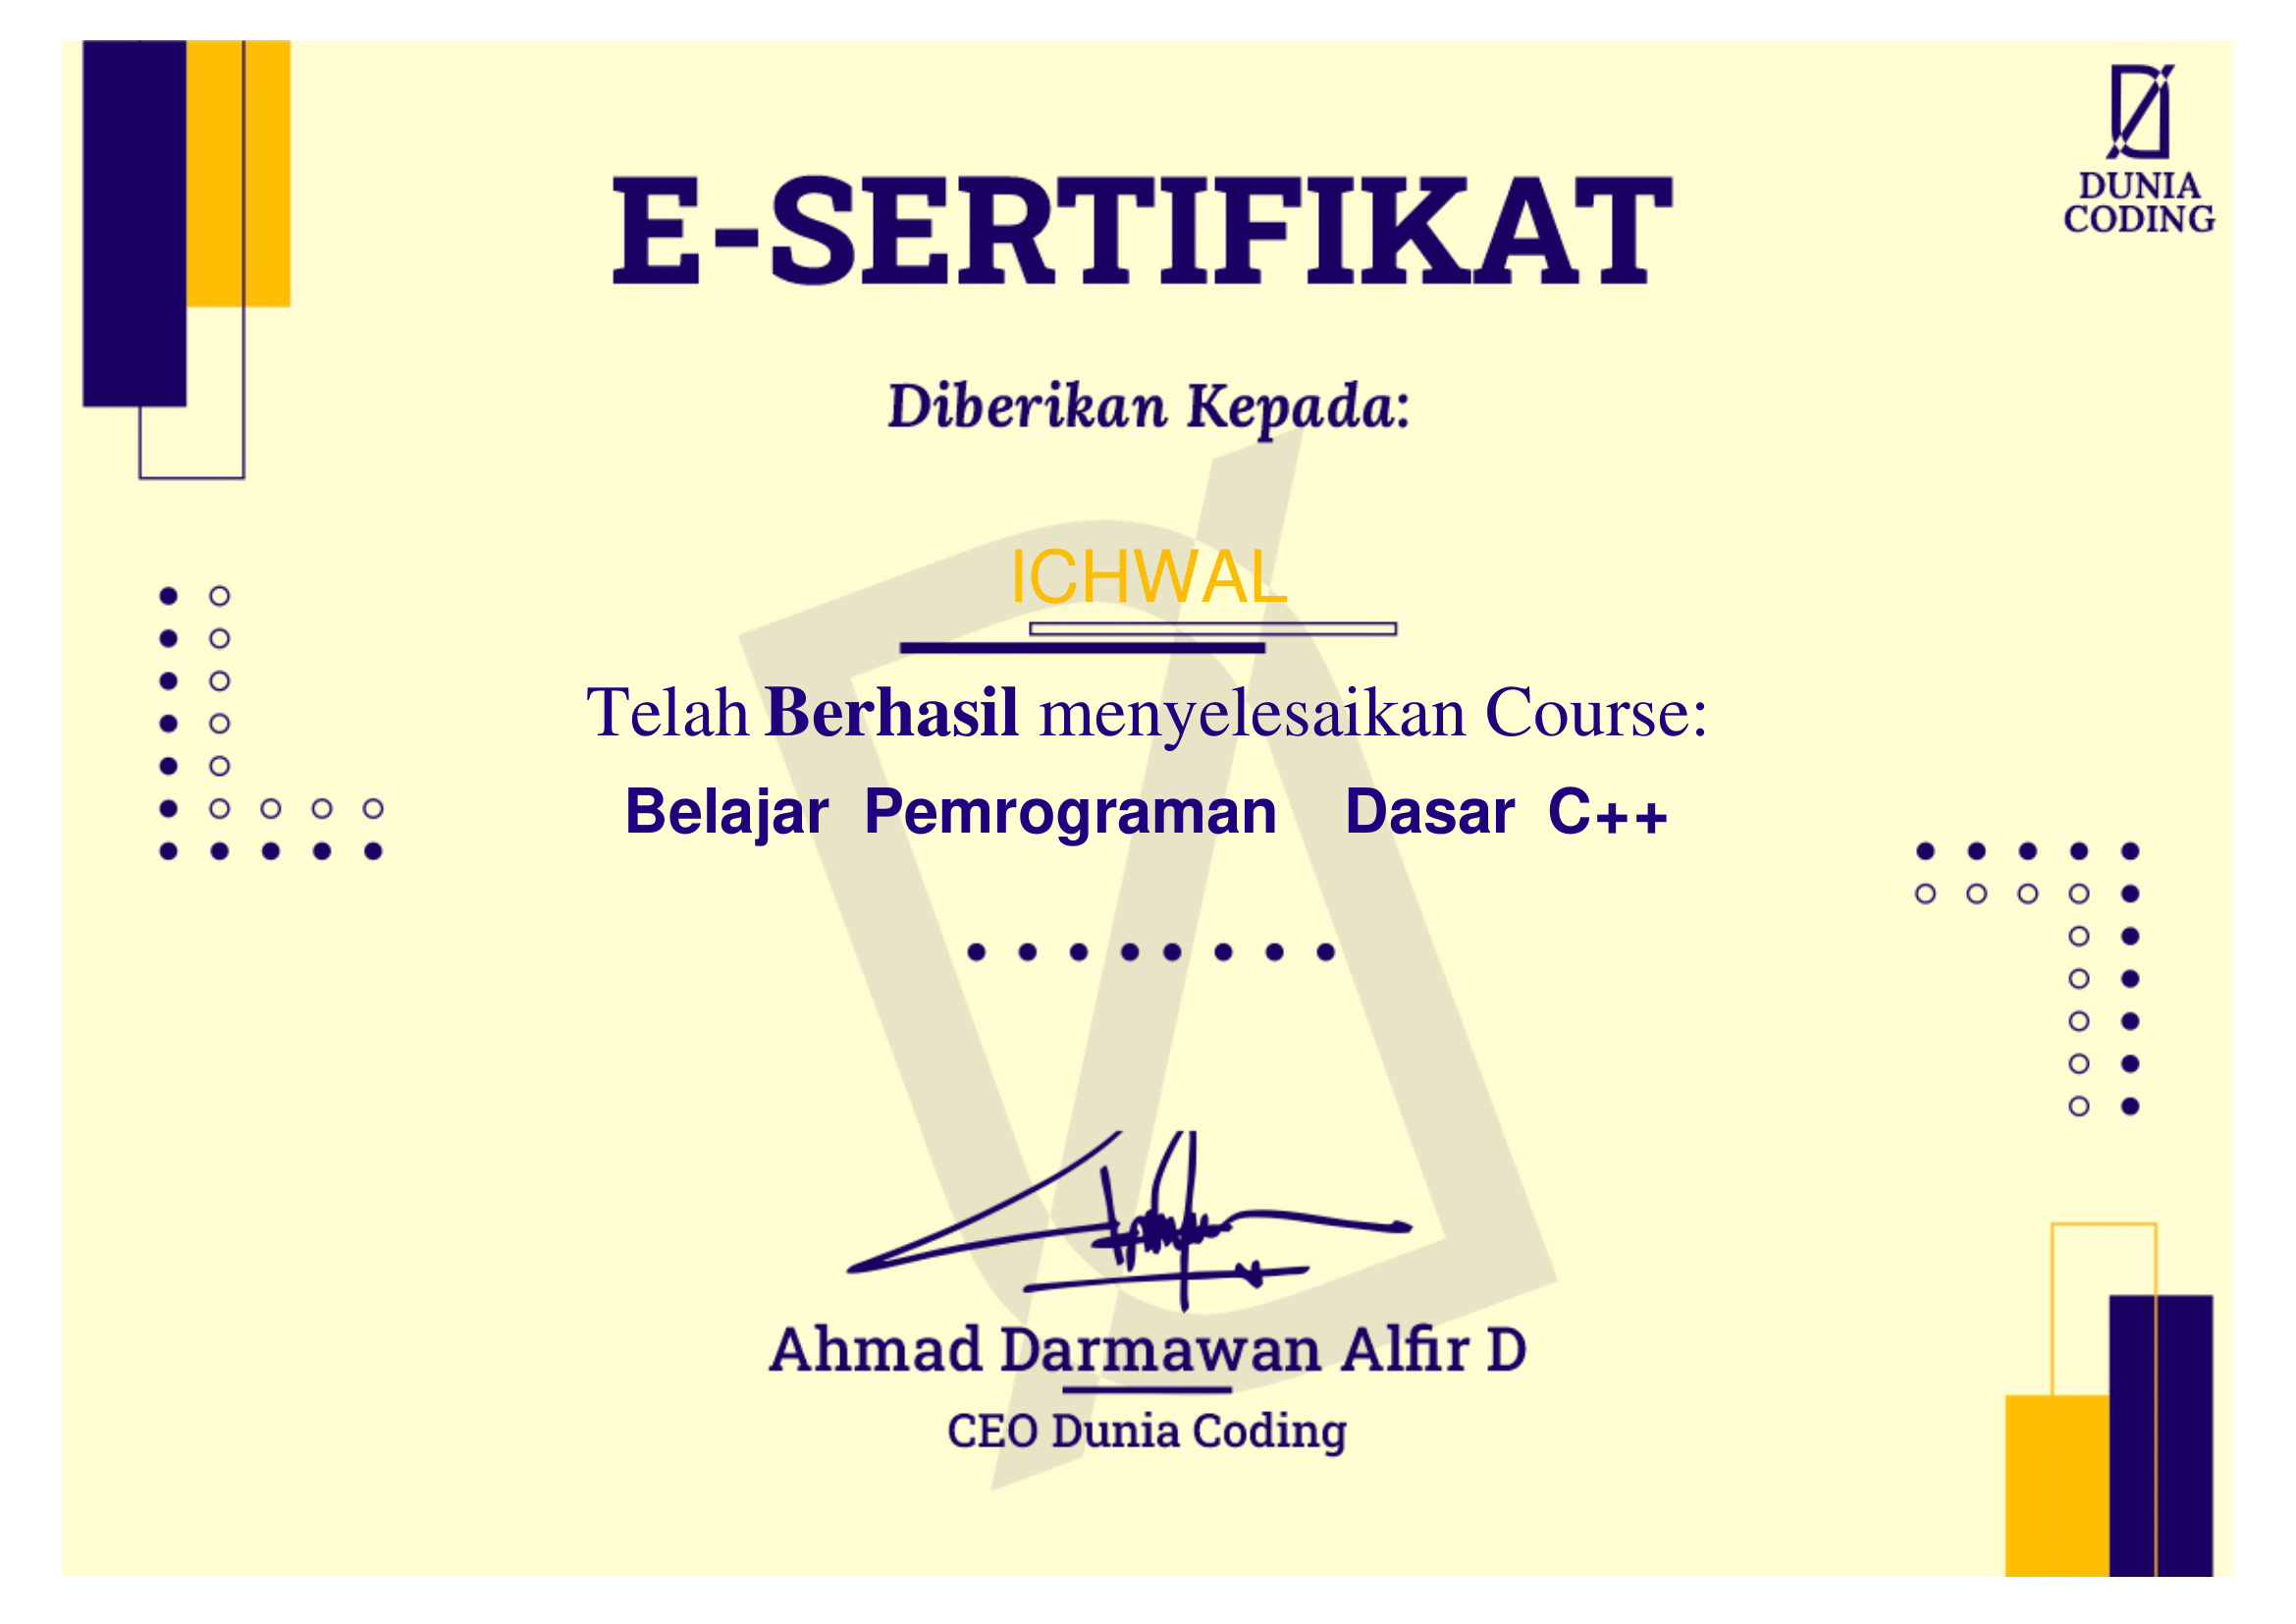 DUNIA
CODING
E-SERTIFIKAT
Diberikan Kepada:
ICHWAL
Telah Berhasil menyelesaikan Course:
Belajar Pemrograman Dasar C++
Ahmad Darmawan Alfir D
CEO Dunia Coding